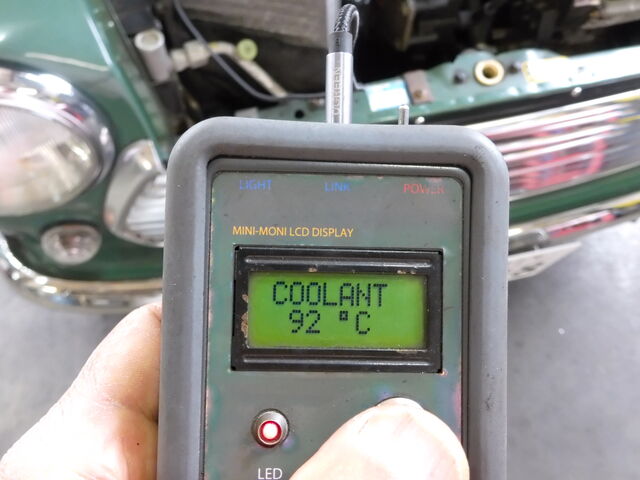 LIGHT LINK POWER
MINI-MONI LCD DISPLAY
COOLANT
92 °C
LED